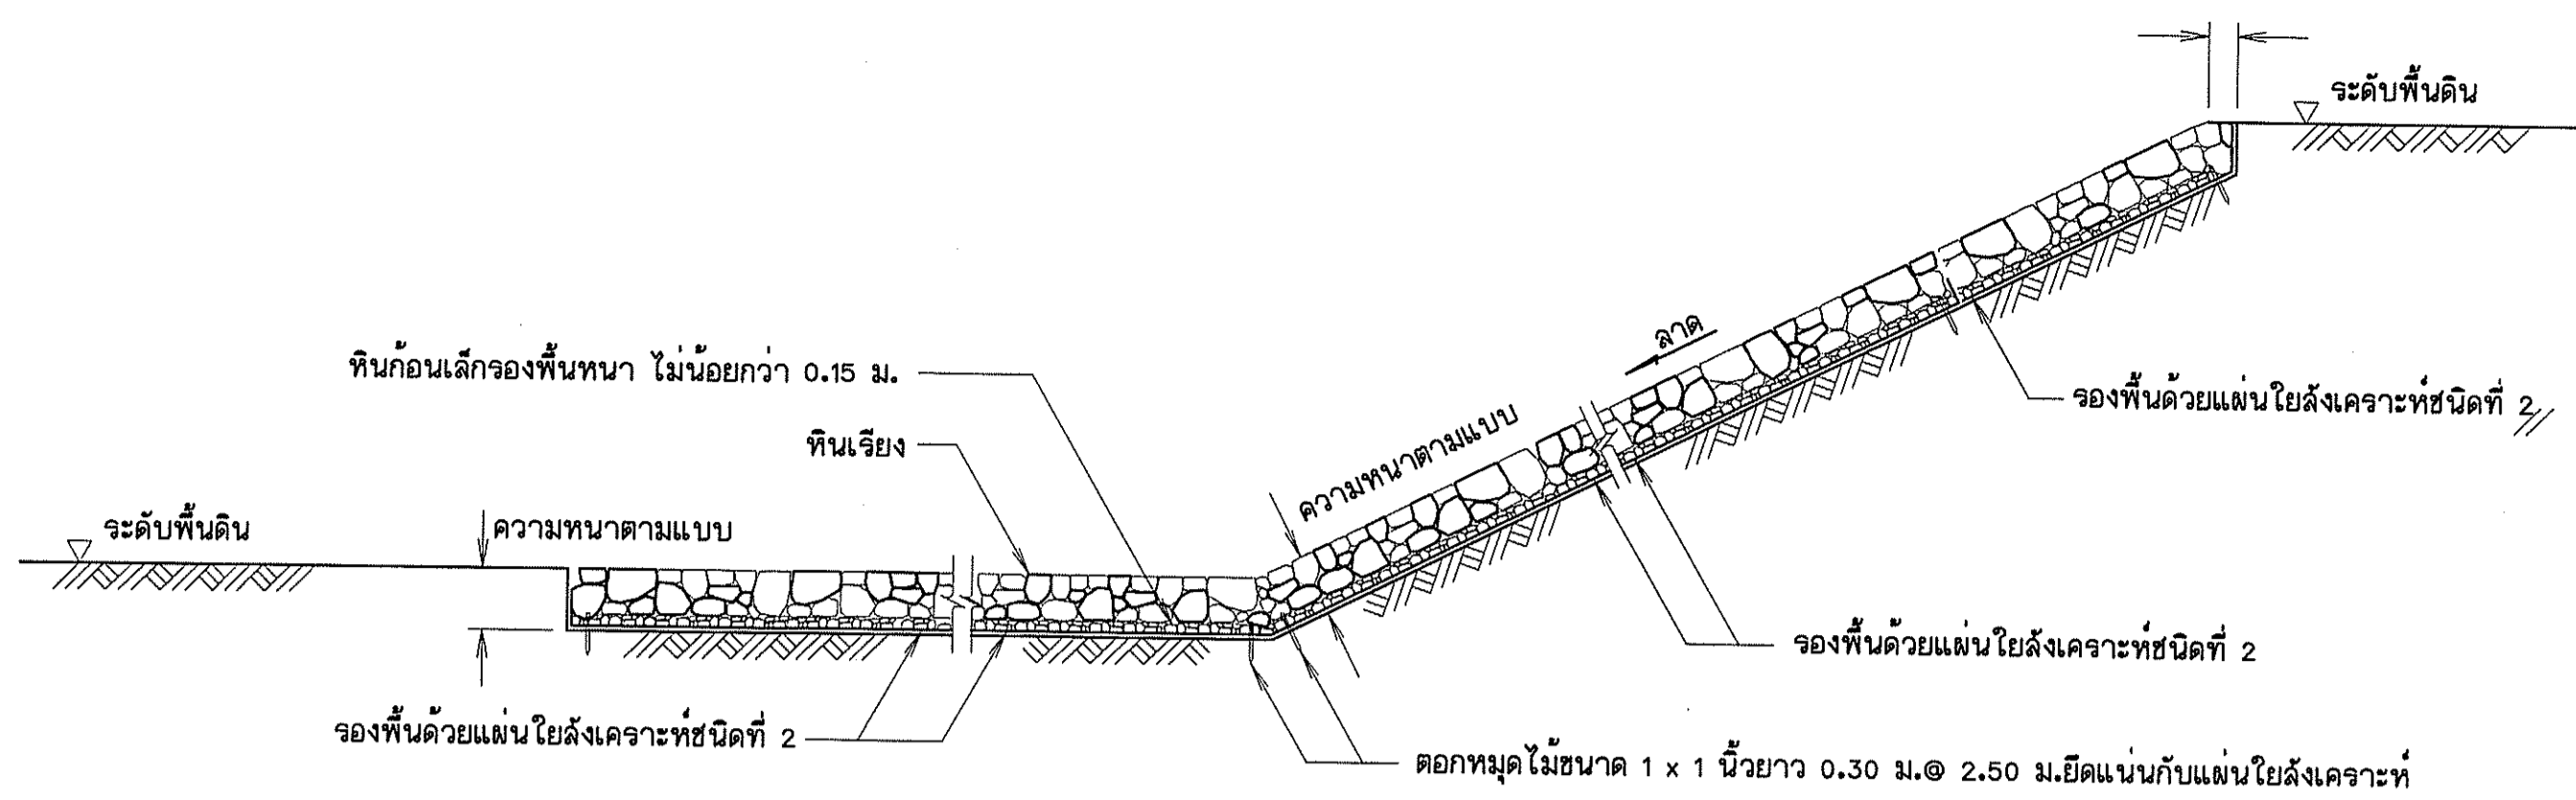 ระดับพื้นดิน
ลาด
หินก้อนเล็กรองพื้นหนา ไม่น้อยกว่า 0.15 ม.
รองพื้นด้วยแผ่นใยสังเคราะห์ชนิดที่ 2
หินเรียง
ความหนาตามแบบ
ระดับพื้นดิน
ความหนาตามแบบ
รองพื้นด้วยแผ่นใยสังเคราะห์ชนิดที่ 2
รองพื้นด้วยแผ่นใยสังเคราะห์ชนิดที่ 2
ตอกหมุดไม้ขนาด 1 x 1 นิ้วยาว 0.30 ม.@ 2.50 ม.ยึดแน่นกับแผ่นใยสังเคราะห์